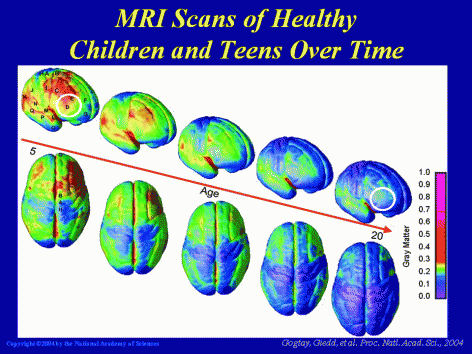 MRI Scans of Healthy
Children and Teens Over Time
5
Age
20
1.0
0.9
0.8
0.7
0.6
0.5
0.4
0.3
0.2
0.1
0.0
Gray Matter
Copyright ©2004 by the National Academy of Sciences
Gogtay, Giedd, et al. Proc. Natl. Acad. Sci., 2004